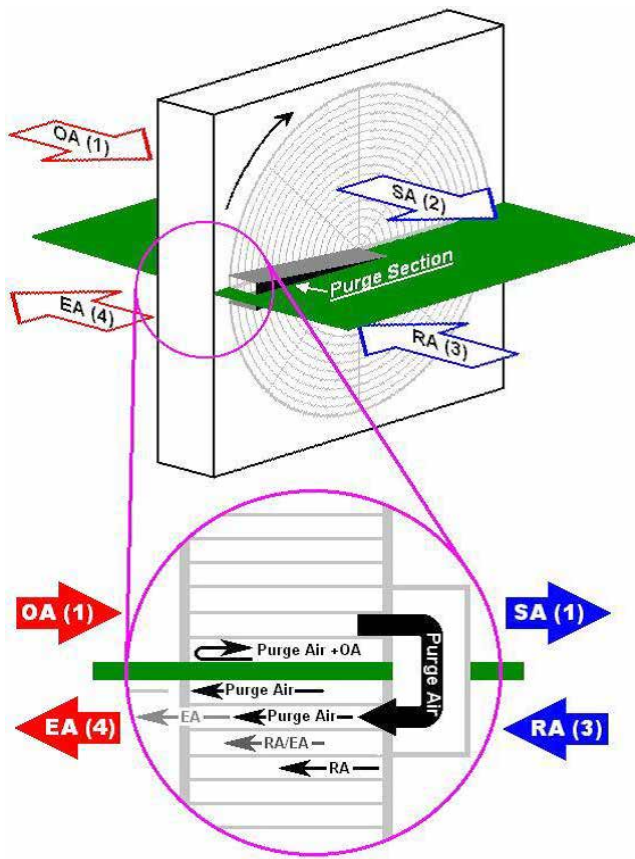 OA (1)
SA (2)
Purge Section
EA (4)
RA (3)
OA (1)
SA (1)
Purge Air +OA
Purge Air
Purge Air
EA
Purge Air
EA (4)
RA (3)
RA/EA
RA